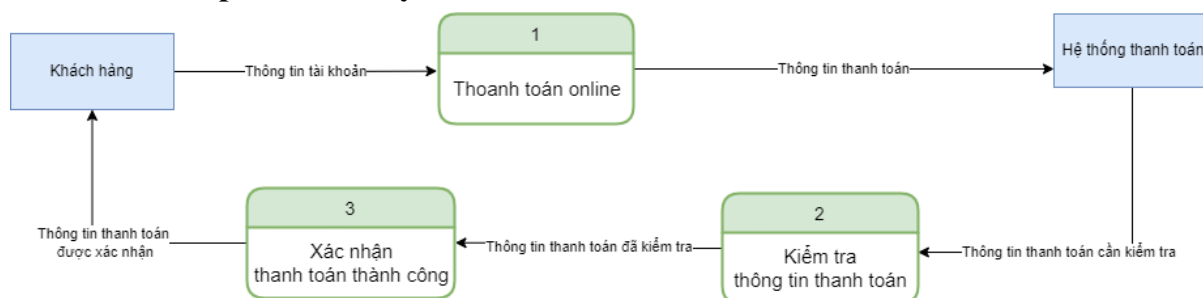 1
Khách hàng
Thông tin tài khoản
Thoanh toán online
Thông tin thanh toán
Hệ thống thanh toán
3
2
Thông tin thanh toán
được xác nhận
Xác nhận
thanh toán thành công
Thông tin thanh toán đã kiểm tra
Kiểm tra
thông tin thanh toán
Thông tin thanh toán cần kiểm tra